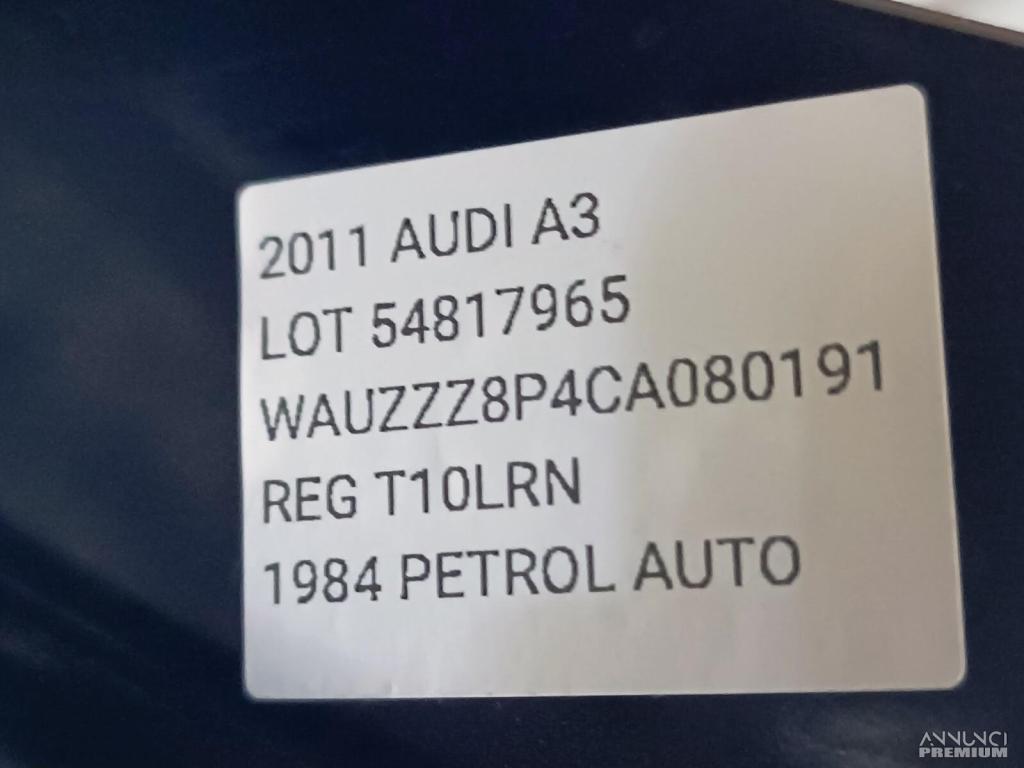 2011 AUDI A3
LOT 54817965
WAUZZZ8P4CA080191
REG T10LRN
1984 PETROL AUTO
ANNUNCI
PREMIUM